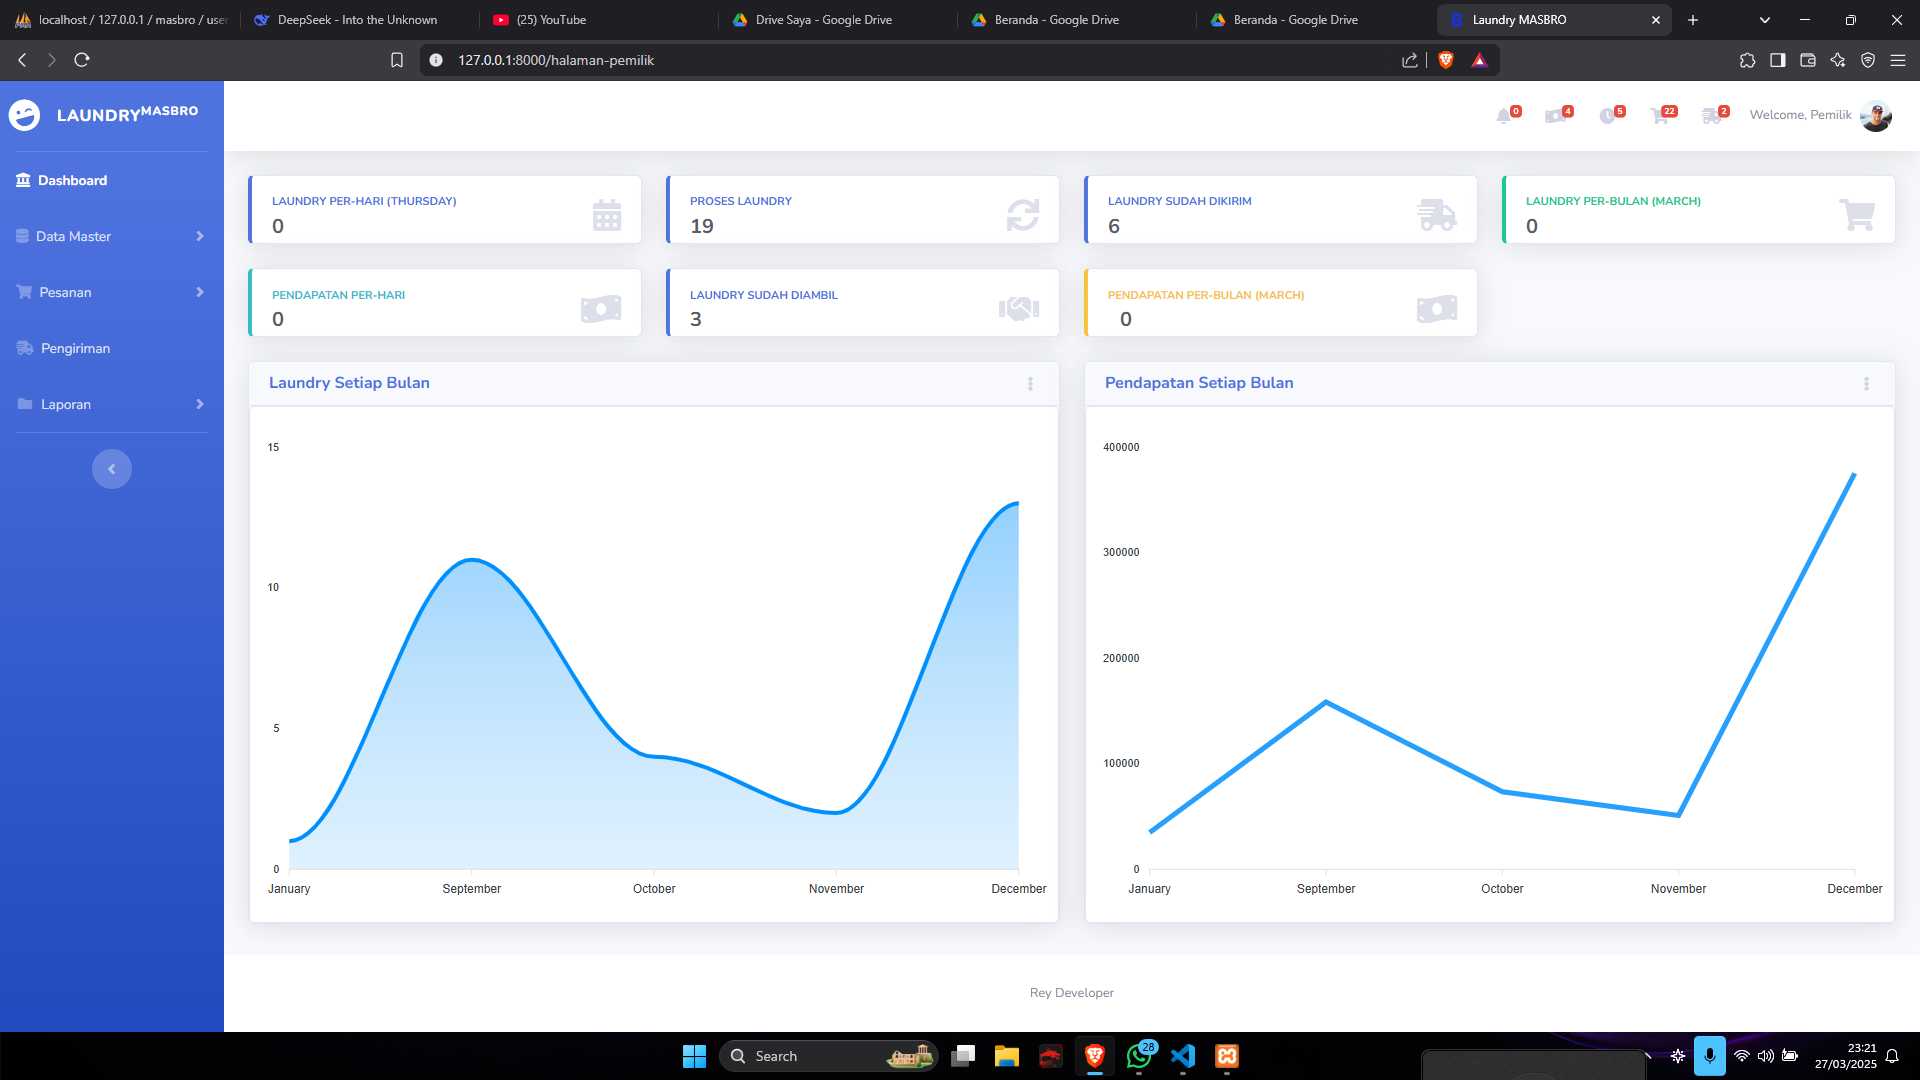 localhost / 127.0.0.1 / masbro / user
DeepSeek - Into the Unknown
(25) YouTube
Drive Saya - Google Drive
Beranda - Google Drive
Beranda - Google Drive
Laundry MASBRO
127.0.0.1:8000/halaman-pemilik
LAUNDRYMASBRO
0
4
5
22
2
Welcome, Pemilik
Dashboard
Data Master
Pesanan
Pengiriman
Laporan
LAUNDRY PER-HARI (THURSDAY)
0
PROSES LAUNDRY
19
LAUNDRY SUDAH DIKIRIM
6
LAUNDRY PER-BULAN (MARCH)
0
PENDAPATAN PER-HARI
0
LAUNDRY SUDAH DIAMBIL
3
PENDAPATAN PER-BULAN (MARCH)
0
Laundry Setiap Bulan
15
10
5
0
January September October November December
Pendapatan Setiap Bulan
400000
300000
200000
100000
0
January September October November December
Rey Developer
Search
28
23:21
27/03/2025